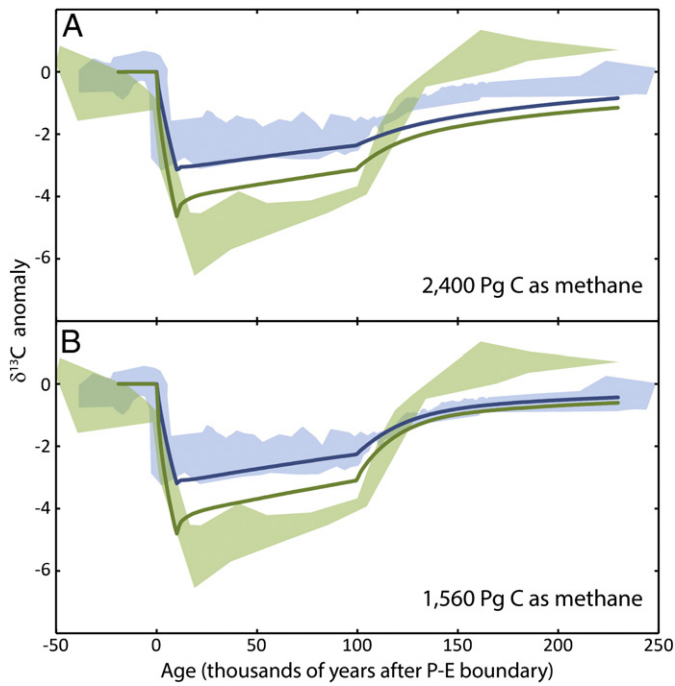 A
0
-2
-4
-6
2,400 Pg C as methane
δ¹³C anomaly
B
0
-2
-4
-6
1,560 Pg C as methane
-50 0 50 100 150 200 250
Age (thousands of years after P-E boundary)